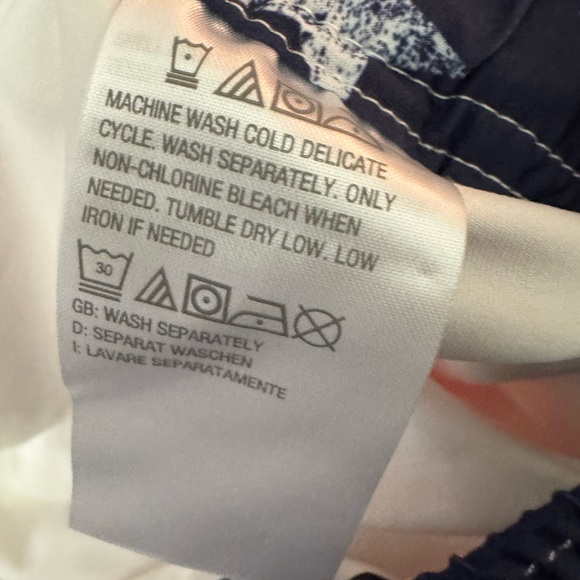 MACHINE WASH COLD DELICATE
CYCLE. WASH SEPARATELY. ONLY
NON-CHLORINE BLEACH WHEN
NEEDED. TUMBLE DRY LOW. LOW
IRON IF NEEDED
30
GB: WASH SEPARATELY
D: SEPARAT WASCHEN
I: LAVARE SEPARATAMENTE